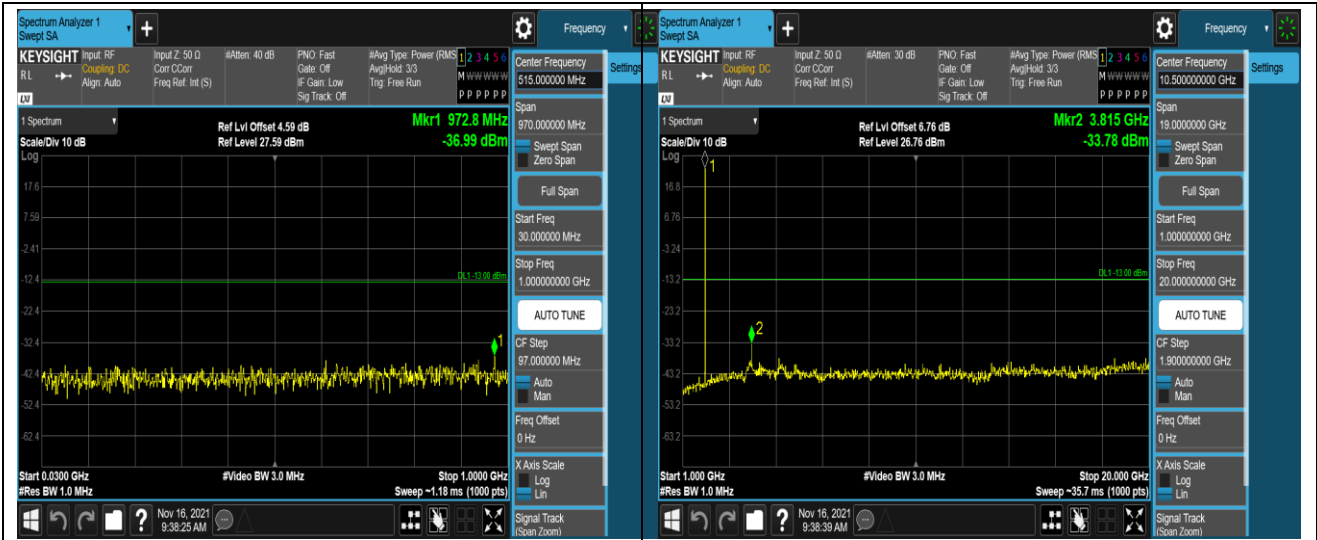 Spectrum Analyzer 1
Swept SA
Frequency
KEYSIGHT
RL
LXI
Input: RF
Coupling: DC
Align: Auto
Input Z: 50 Ω
Corr CCorr
Freq Ref: Int (S)
#Atten: 40 dB
PNO: Fast
Gate: Off
IF Gain: Low
Sig Track: Off
#Avg Type: Power (RMS
Avg|Hold: 3/3
Trig: Free Run
1 2 3 4 5 6
M W W W W W
P P P P P P
1 Spectrum
Scale/Div 10 dB
Log
Ref Lvl Offset 4.59 dB
Ref Level 27.59 dBm
Mkr1 972.8 MHz
-36.99 dBm
17.6
7.59
-2.41
-12.4
-22.4
-32.4
-42.4
-52.4
-62.4
DL1 -13.00 dBm
1
Start 0.0300 GHz
#Res BW 1.0 MHz
#Video BW 3.0 MHz
Stop 1.0000 GHz
Sweep ~1.18 ms (1000 pts)
Nov 16, 2021
9:38:25 AM
Center Frequency
515.000000 MHz
Span
970.000000 MHz
Swept Span
Zero Span
Full Span
Start Freq
30.000000 MHz
Stop Freq
1.000000000 GHz
AUTO TUNE
CF Step
97.000000 MHz
Auto
Man
Freq Offset
0 Hz
X Axis Scale
Log
Lin
Signal Track
(Span Zoom)
Settings
Spectrum Analyzer 1
Swept SA
Frequency
KEYSIGHT
RL
LXI
Input: RF
Coupling: DC
Align: Auto
Input Z: 50 Ω
Corr CCorr
Freq Ref: Int (S)
#Atten: 30 dB
PNO: Fast
Gate: Off
IF Gain: Low
Sig Track: Off
#Avg Type: Power (RMS
Avg|Hold: 3/3
Trig: Free Run
1 2 3 4 5 6
M W W W W W
P P P P P P
1 Spectrum
Scale/Div 10 dB
Log
Ref Lvl Offset 6.76 dB
Ref Level 26.76 dBm
Mkr2 3.815 GHz
-33.78 dBm
1
16.8
6.76
-3.24
-13.2
-23.2
-33.2
-43.2
-53.2
-63.2
DL1 -13.00 dBm
2
Start 1.000 GHz
#Res BW 1.0 MHz
#Video BW 3.0 MHz
Stop 20.000 GHz
Sweep ~35.7 ms (1000 pts)
Nov 16, 2021
9:38:39 AM
Center Frequency
10.500000000 GHz
Span
19.0000000 GHz
Swept Span
Zero Span
Full Span
Start Freq
1.000000000 GHz
Stop Freq
20.000000000 GHz
AUTO TUNE
CF Step
1.900000000 GHz
Auto
Man
Freq Offset
0 Hz
X Axis Scale
Log
Lin
Signal Track
(Span Zoom)
Settings